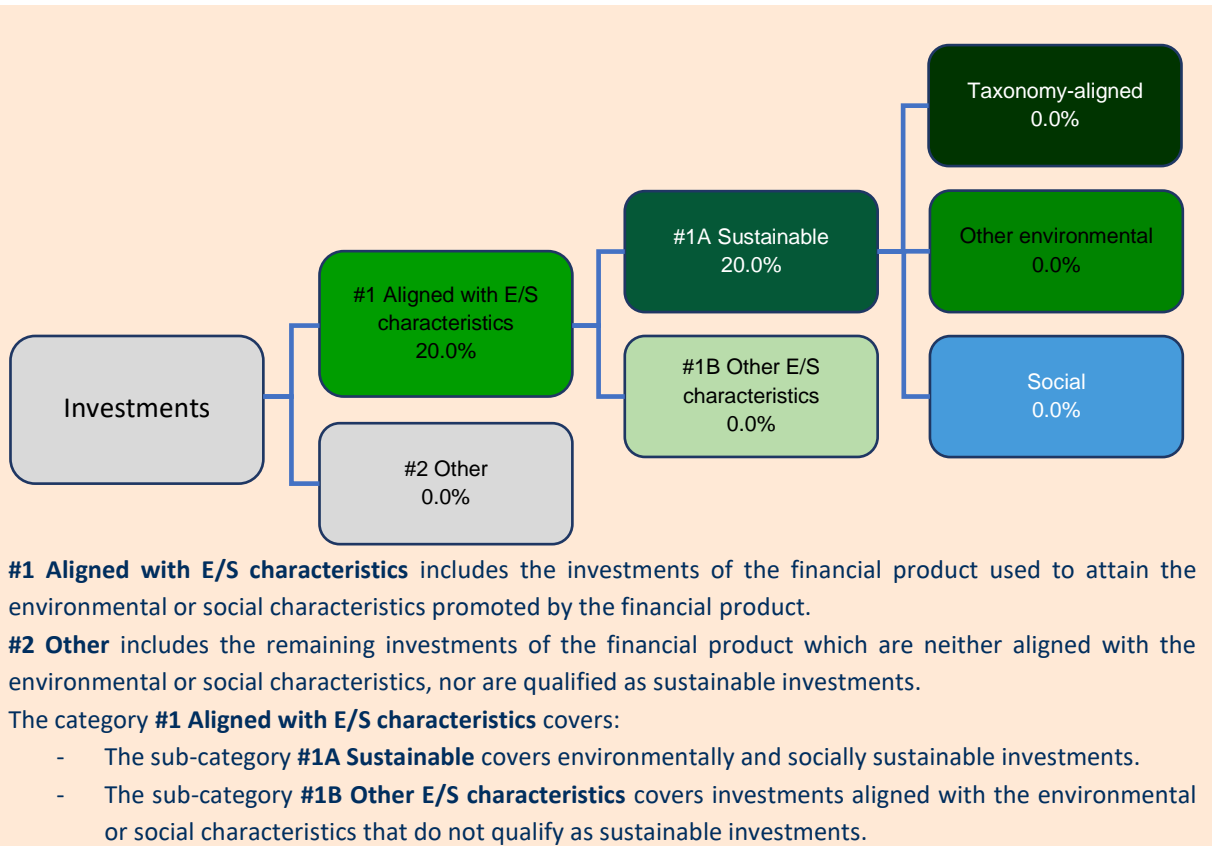 Investments
#1 Aligned with E/S
characteristics
20.0%
#2 Other
0.0%
#1A Sustainable
20.0%
#1B Other E/S
characteristics
0.0%
Taxonomy-aligned
0.0%
Other environmental
0.0%
Social
0.0%
#1 Aligned with E/S characteristics includes the investments of the financial product used to attain the
environmental or social characteristics promoted by the financial product.
#2 Other includes the remaining investments of the financial product which are neither aligned with the
environmental or social characteristics, nor are qualified as sustainable investments.
The category #1 Aligned with E/S characteristics covers:
- The sub-category #1A Sustainable covers environmentally and socially sustainable investments.
- The sub-category #1B Other E/S characteristics covers investments aligned with the environmental
or social characteristics that do not qualify as sustainable investments.